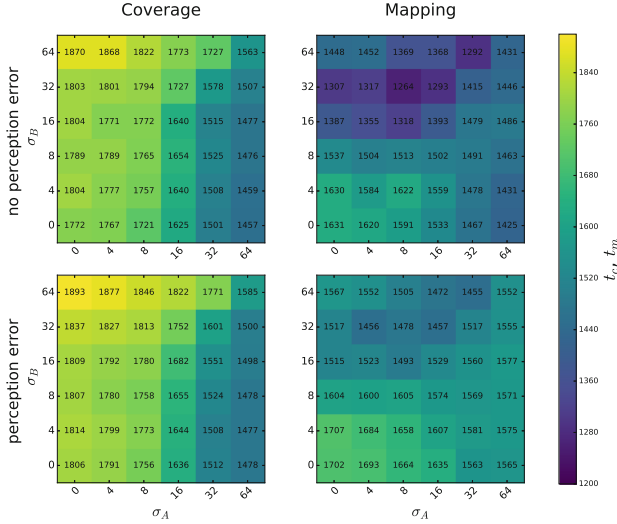 Coverage
Mapping
no perception error
σ_B
64 1870 1868 1822 1773 1727 1563
32 1803 1801 1794 1727 1578 1507
16 1804 1771 1772 1640 1515 1477
8 1789 1789 1765 1654 1525 1476
4 1804 1777 1757 1640 1508 1459
0 1772 1767 1721 1625 1501 1457
0 4 8 16 32 64
64 1448 1452 1369 1368 1292 1431
32 1307 1317 1264 1293 1415 1446
16 1387 1355 1318 1393 1479 1486
8 1537 1504 1513 1502 1491 1463
4 1630 1584 1622 1559 1478 1431
0 1631 1620 1591 1533 1467 1425
0 4 8 16 32 64
perception error
σ_B
64 1893 1877 1846 1822 1771 1585
32 1837 1827 1813 1752 1601 1500
16 1809 1792 1780 1682 1551 1498
8 1807 1780 1758 1655 1524 1478
4 1814 1799 1773 1644 1508 1477
0 1806 1791 1756 1636 1512 1478
0 4 8 16 32 64
σ_A
64 1567 1552 1505 1472 1455 1552
32 1517 1456 1478 1457 1517 1555
16 1515 1523 1493 1529 1560 1577
8 1604 1600 1605 1574 1569 1571
4 1707 1684 1658 1607 1581 1575
0 1702 1693 1664 1635 1563 1565
0 4 8 16 32 64
σ_A
1840
1760
1680
1600
1520
1440
1360
1280
1200
t_c, t_m